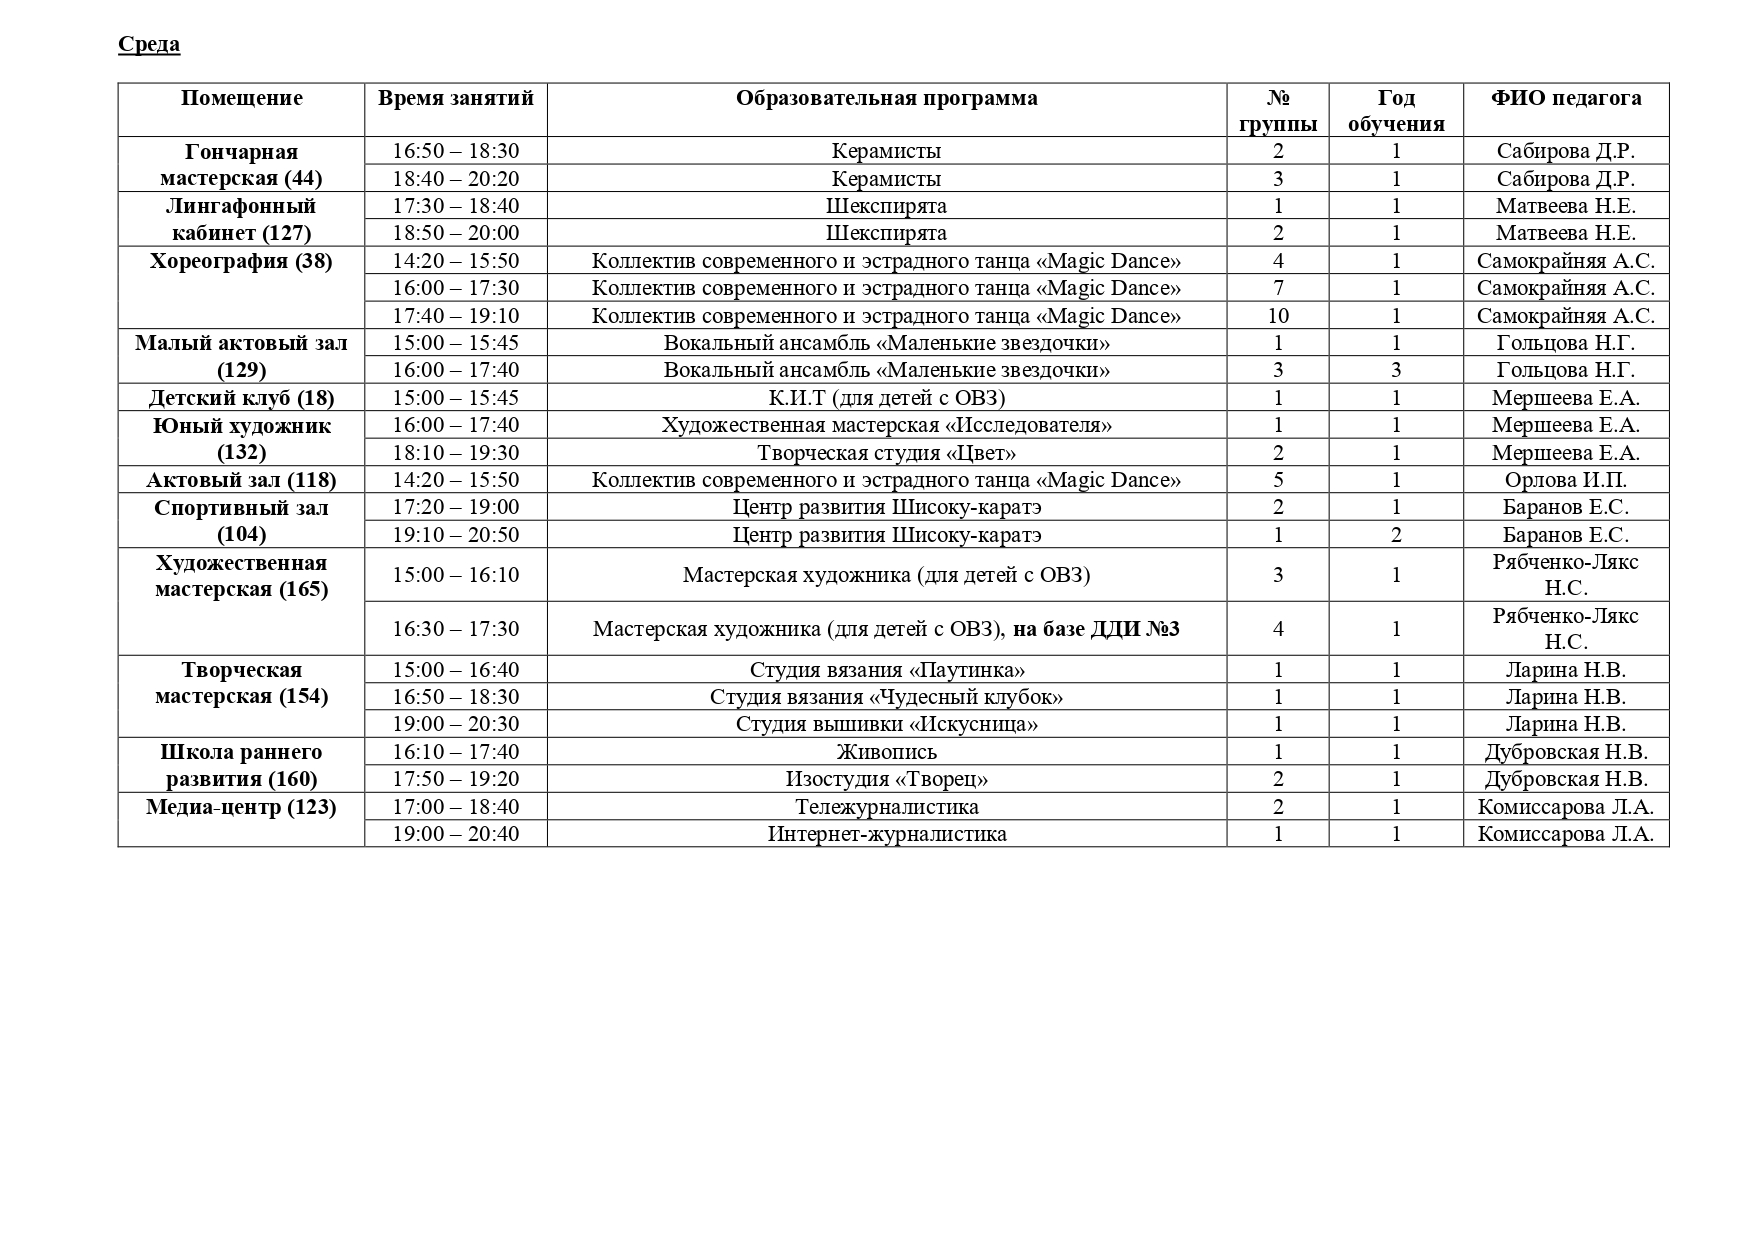 Среда
Помещение Время занятий Образовательная программа № группы Год обучения ФИО педагога
Гончарная мастерская (44) 16:50 – 18:30 Керамисты 2 1 Сабирова Д.Р.
18:40 – 20:20 Керамисты 3 1 Сабирова Д.Р.
Лингафонный кабинет (127) 17:30 – 18:40 Шекспирята 1 1 Матвеева Н.Е.
18:50 – 20:00 Шекспирята 2 1 Матвеева Н.Е.
Хореография (38) 14:20 – 15:50 Коллектив современного и эстрадного танца «Magic Dance» 4 1 Самокрайняя А.С.
16:00 – 17:30 Коллектив современного и эстрадного танца «Magic Dance» 7 1 Самокрайняя А.С.
17:40 – 19:10 Коллектив современного и эстрадного танца «Magic Dance» 10 1 Самокрайняя А.С.
Малый актовый зал (129) 15:00 – 15:45 Вокальный ансамбль «Маленькие звездочки» 1 1 Гольцова Н.Г.
16:00 – 17:40 Вокальный ансамбль «Маленькие звездочки» 3 3 Гольцова Н.Г.
Детский клуб (18) 15:00 – 15:45 К.И.Т (для детей с ОВЗ) 1 1 Мершеева Е.А.
Юный художник (132) 16:00 – 17:40 Художественная мастерская «Исследователя» 1 1 Мершеева Е.А.
18:10 – 19:30 Творческая студия «Цвет» 2 1 Мершеева Е.А.
Актовый зал (118) 14:20 – 15:50 Коллектив современного и эстрадного танца «Magic Dance» 5 1 Орлова И.П.
Спортивный зал (104) 17:20 – 19:00 Центр развития Шисоку-каратэ 2 1 Баранов Е.С.
19:10 – 20:50 Центр развития Шисоку-каратэ 1 2 Баранов Е.С.
Художественная мастерская (165) 15:00 – 16:10 Мастерская художника (для детей с ОВЗ) 3 1 Рябченко-Лякс Н.С.
16:30 – 17:30 Мастерская художника (для детей с ОВЗ), на базе ДДИ №3 4 1 Рябченко-Лякс Н.С.
Творческая мастерская (154) 15:00 – 16:40 Студия вязания «Паутинка» 1 1 Ларина Н.В.
16:50 – 18:30 Студия вязания «Чудесный клубок» 1 1 Ларина Н.В.
19:00 – 20:30 Студия вышивки «Искусница» 1 1 Ларина Н.В.
Школа раннего развития (160) 16:10 – 17:40 Живопись 1 1 Дубровская Н.В.
17:50 – 19:20 Изостудия «Творец» 2 1 Дубровская Н.В.
Медиа-центр (123) 17:00 – 18:40 Тележурналистика 2 1 Комиссарова Л.А.
19:00 – 20:40 Интернет-журналистика 1 1 Комиссарова Л.А.